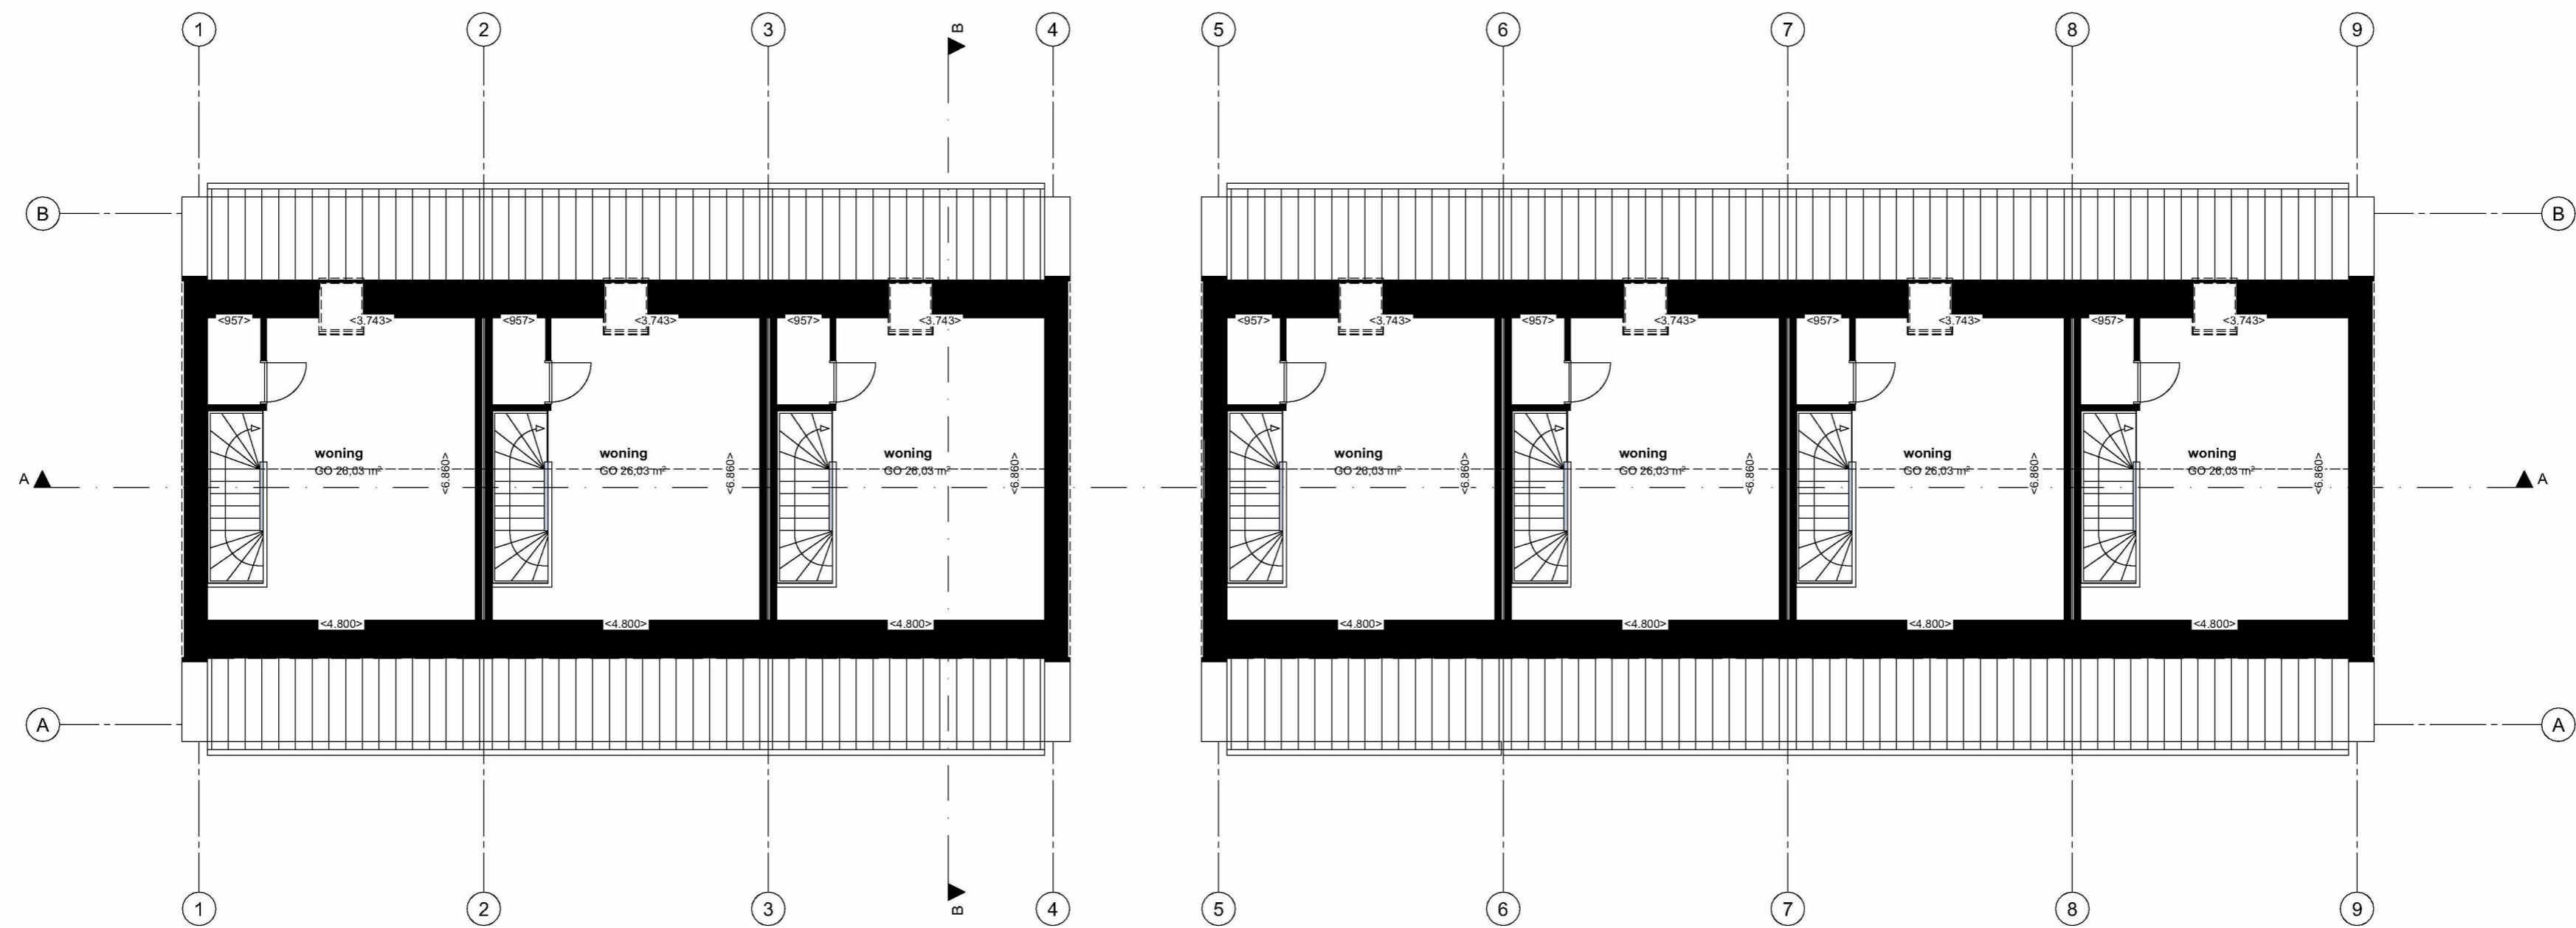 1 2 3 B 4 5 6 7 8 9
B B
<957> <3.743> <957> <3.743> <957> <3.743> <957> <3.743> <957> <3.743> <957> <3.743> <957> <3.743>
woning woning woning woning woning woning woning
GO 26,03 m² GO 26,03 m² GO 26,03 m² GO 26,03 m² GO 26,03 m² GO 26,03 m² GO 26,03 m²
<6.860> <6.860> <6.860> <6.860> <6.860> <6.860> <6.860>
A A
<4.800> <4.800> <4.800> <4.800> <4.800> <4.800> <4.800>
A A
1 2 3 B 4 5 6 7 8 9